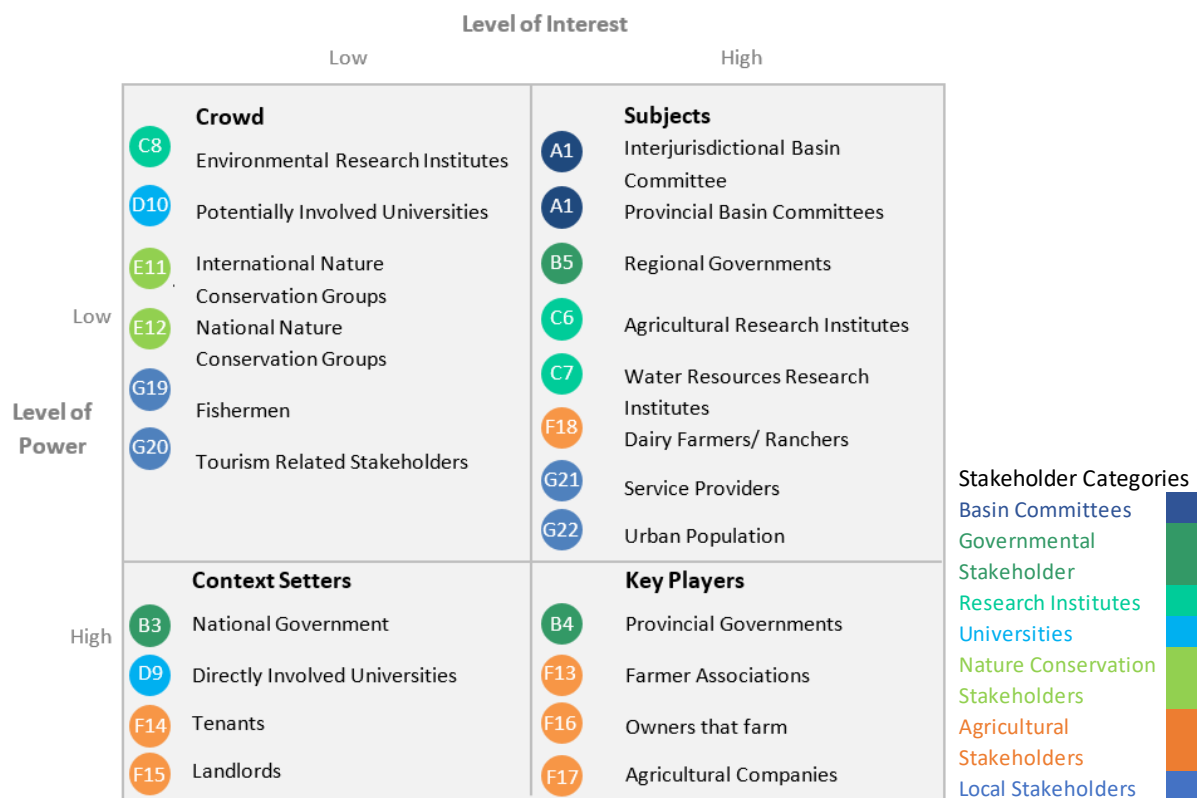 Level of Interest
Low
High
Level of Power
Low
High
Crowd
C8 Environmental Research Institutes
D10 Potentially Involved Universities
E11 International Nature
Conservation Groups
E12 National Nature
Conservation Groups
G19 Fishermen
G20 Tourism Related Stakeholders
Subjects
A1 Interjurisdictional Basin
Committee
A1 Provincial Basin Committees
B5 Regional Governments
C6 Agricultural Research Institutes
C7 Water Resources Research
Institutes
F18 Dairy Farmers/ Ranchers
G21 Service Providers
G22 Urban Population
Context Setters
B3 National Government
D9 Directly Involved Universities
F14 Tenants
F15 Landlords
Key Players
B4 Provincial Governments
F13 Farmer Associations
F16 Owners that farm
F17 Agricultural Companies
Stakeholder Categories
Basin Committees
Governmental
Stakeholder
Research Institutes
Universities
Nature Conservation
Stakeholders
Agricultural
Stakeholders
Local Stakeholders